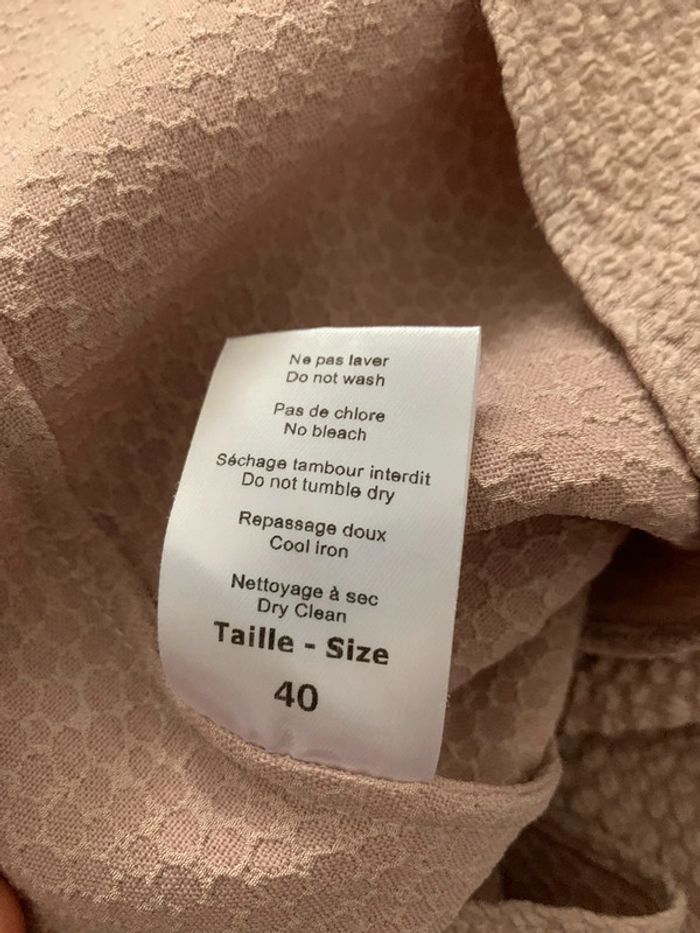 Ne pas laver
Do not wash
Pas de chlore
No bleach
Séchage tambour interdit
Do not tumble dry
Repassage doux
Cool iron
Nettoyage à sec
Dry Clean
Taille - Size
40